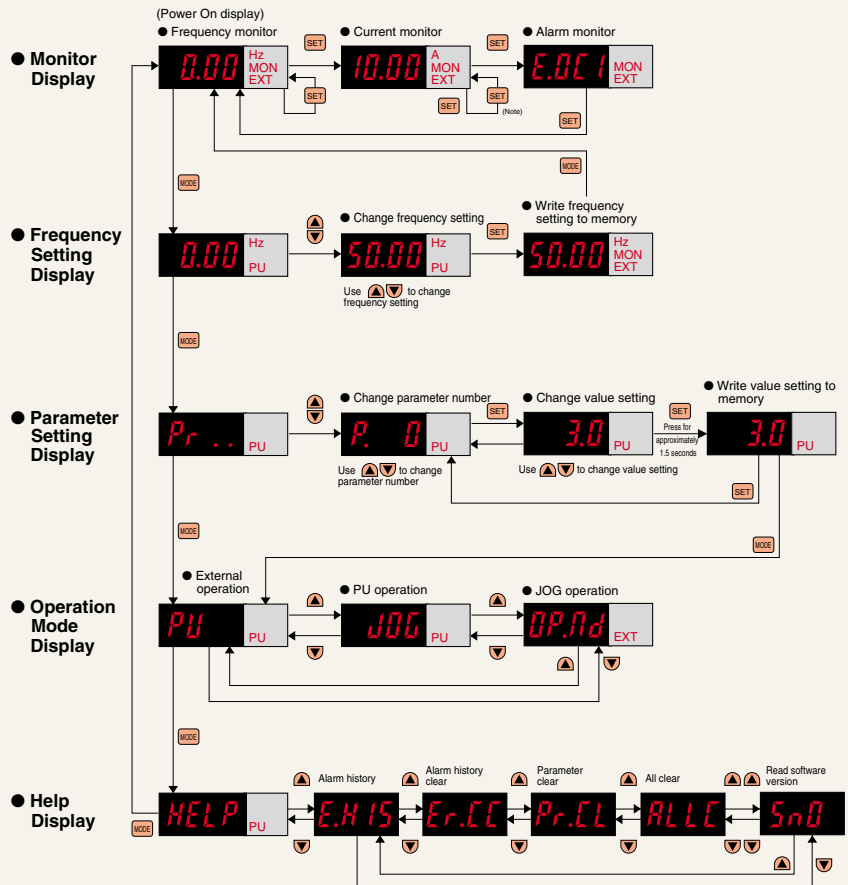 (Power On display)
● Frequency monitor
● Current monitor
● Alarm monitor
● Monitor
Display
0.00 Hz MON EXT
SET
10.00 A MON EXT
SET
E.OC1 MON EXT
SET
SET
SET
(Note)
SET
MODE
MODE
● Frequency
Setting
Display
0.00 Hz PU
● Change frequency setting
50.00 Hz PU
SET
● Write frequency
setting to memory
50.00 Hz MON EXT
Use ▲ ▼ to change
frequency setting
MODE
● Parameter
Setting
Display
Pr .. PU
● Change parameter number
P. 0 PU
SET
● Change value setting
3.0 PU
SET
Press for
approximately
1.5 seconds
● Write value setting to
memory
3.0 PU
Use ▲ ▼ to change
parameter number
Use ▲ ▼ to change value setting
SET
MODE
MODE
● Operation
Mode
Display
● External
operation
PU PU
● PU operation
JOG PU
● JOG operation
OP.nd EXT
MODE
● Help
Display
HELP PU
MODE
Alarm history
E.HIS
Alarm history
clear
Er.CC
Parameter
clear
Pr.CL
All clear
ALLC
Read software
version
Sn0